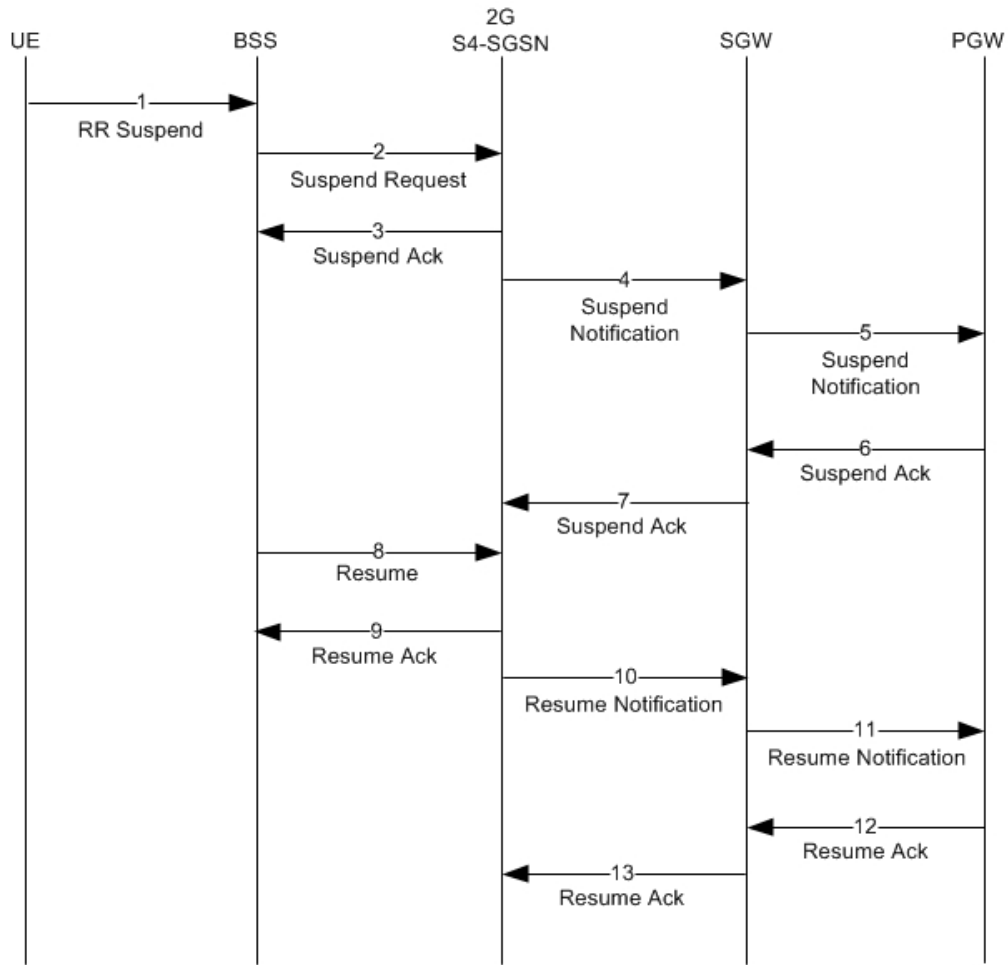 UE
BSS
2G
S4-SGSN
SGW
PGW
1
RR Suspend
2
Suspend Request
3
Suspend Ack
4
Suspend
Notification
5
Suspend
Notification
6
Suspend Ack
7
Suspend Ack
8
Resume
9
Resume Ack
10
Resume Notification
11
Resume Notification
12
Resume Ack
13
Resume Ack